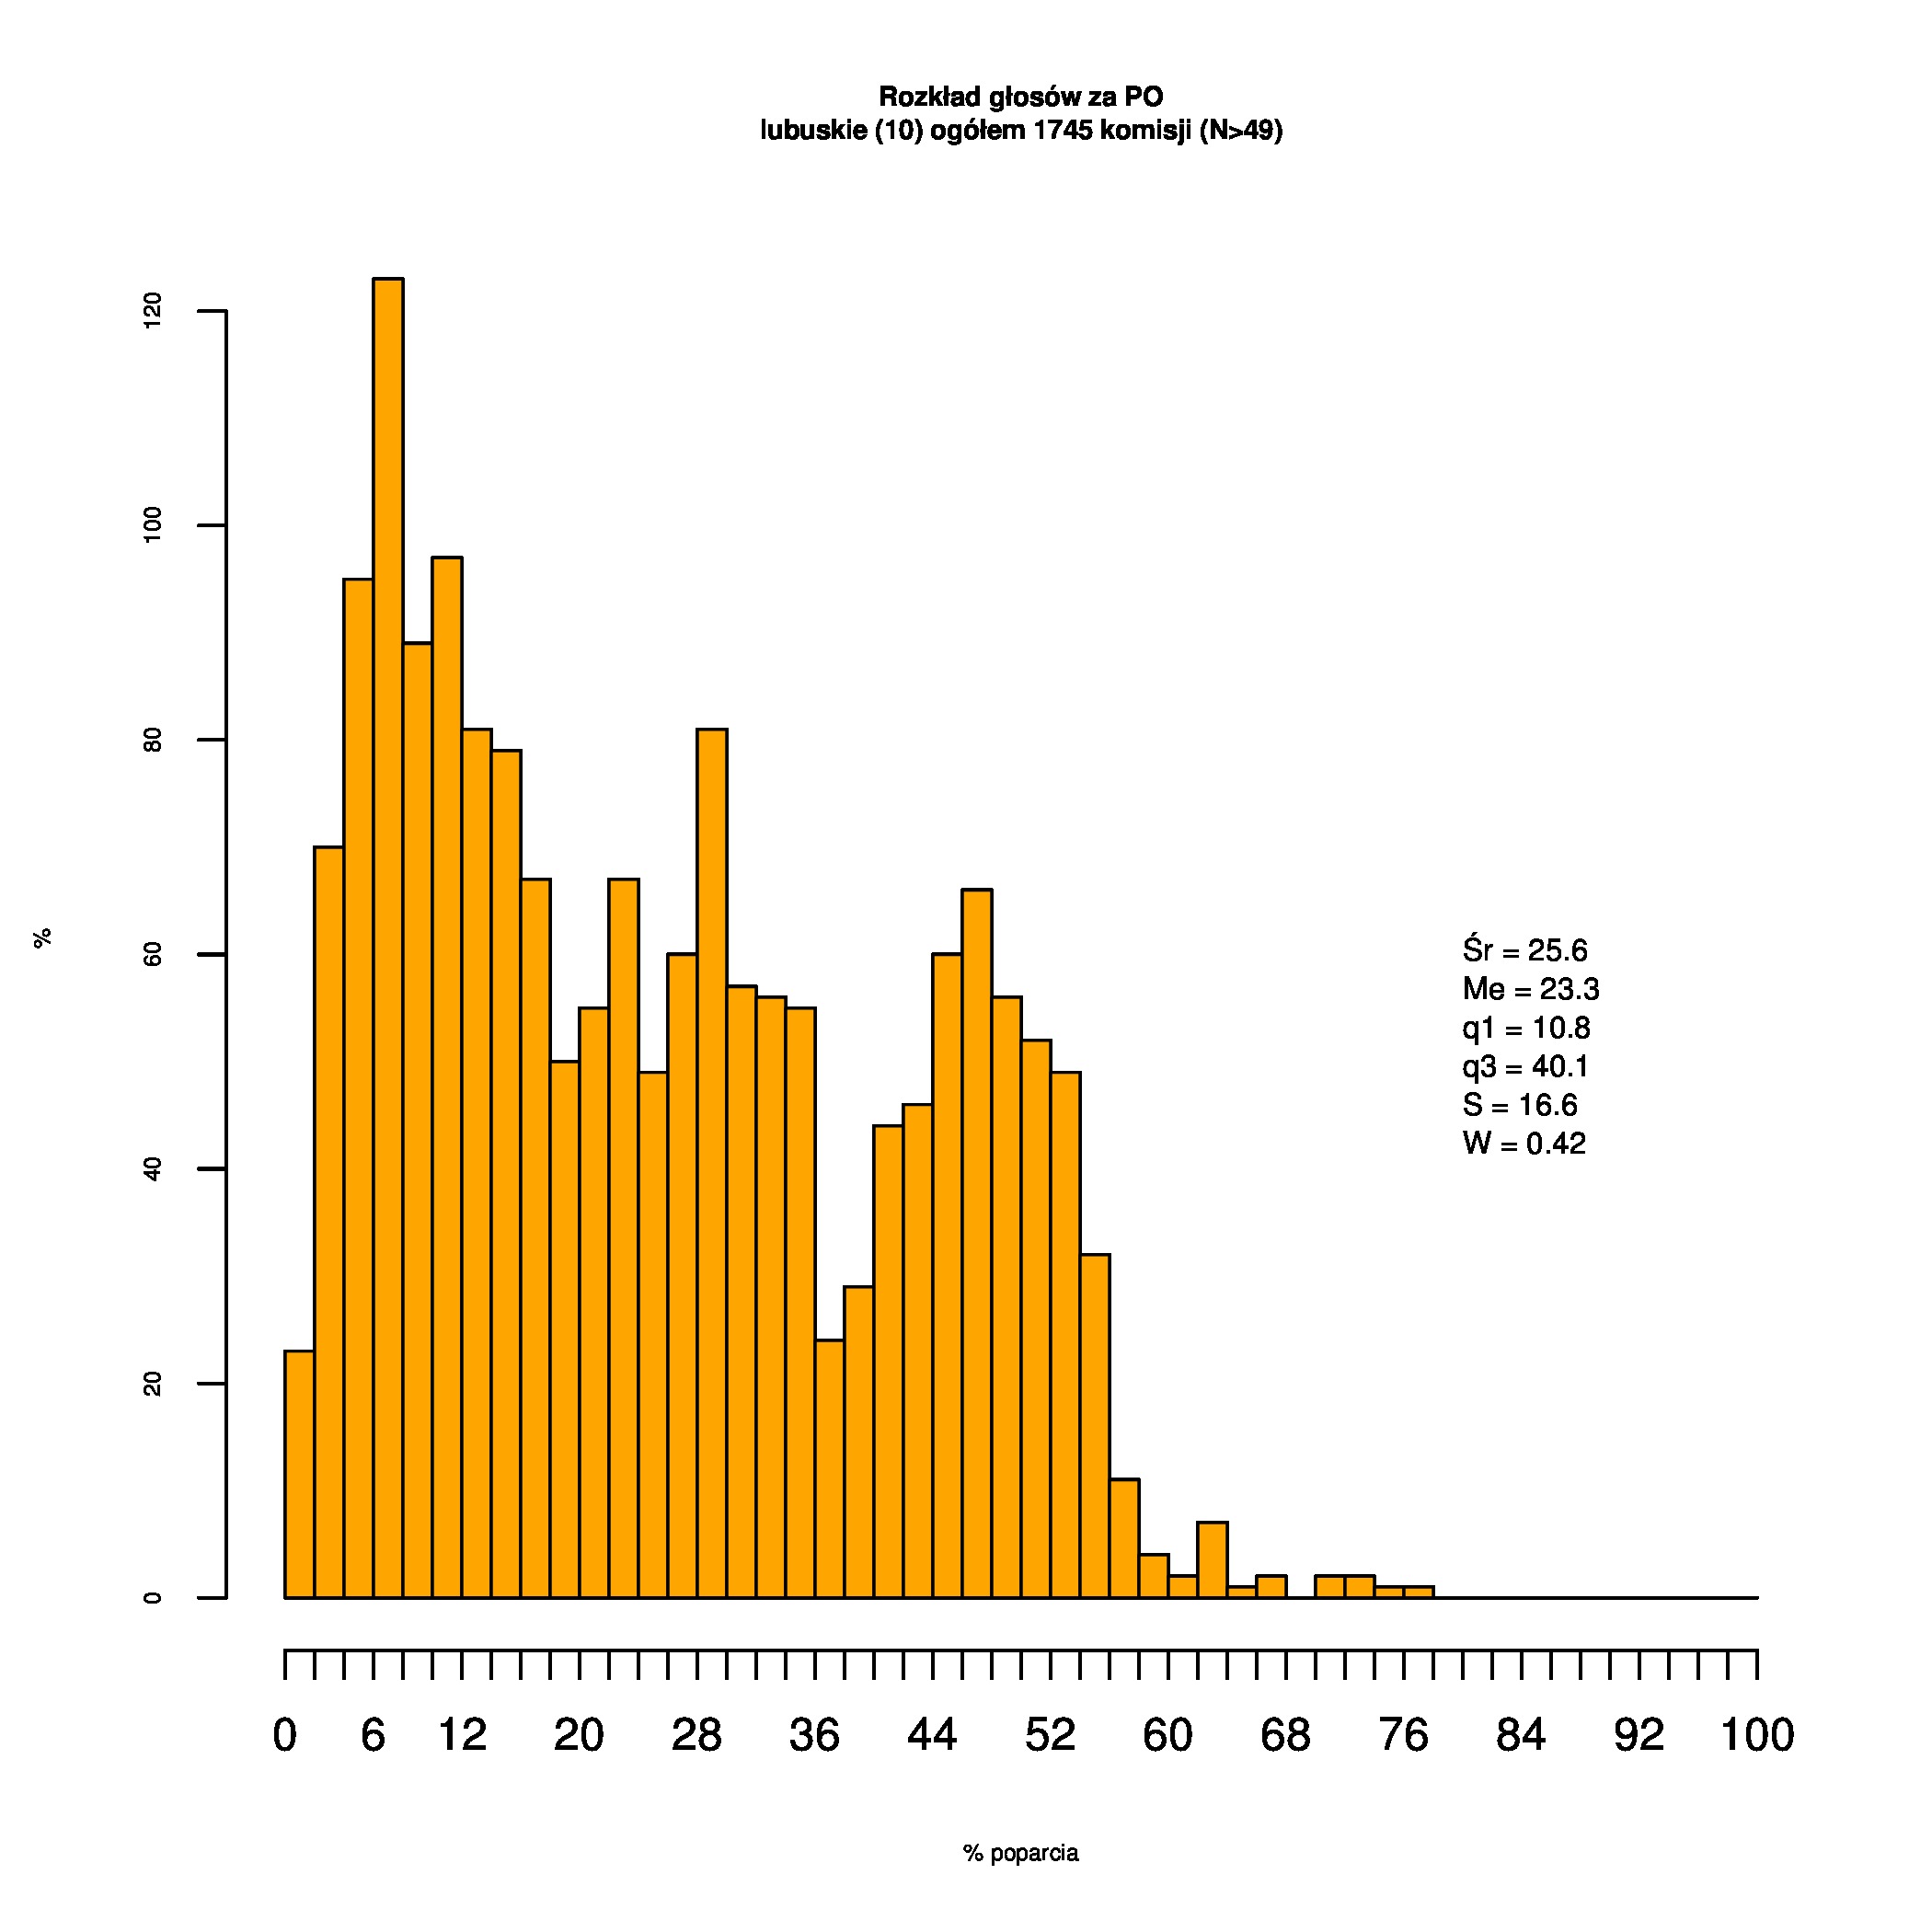 Rozkład głosów za PO
lubuskie (10) ogółem 1745 komisji (N>49)
120
100
80
60
40
20
0
%
Śr = 25.6
Me = 23.3
q1 = 10.8
q3 = 40.1
S = 16.6
W = 0.42
0 6 12 20 28 36 44 52 60 68 76 84 92 100
% poparcia